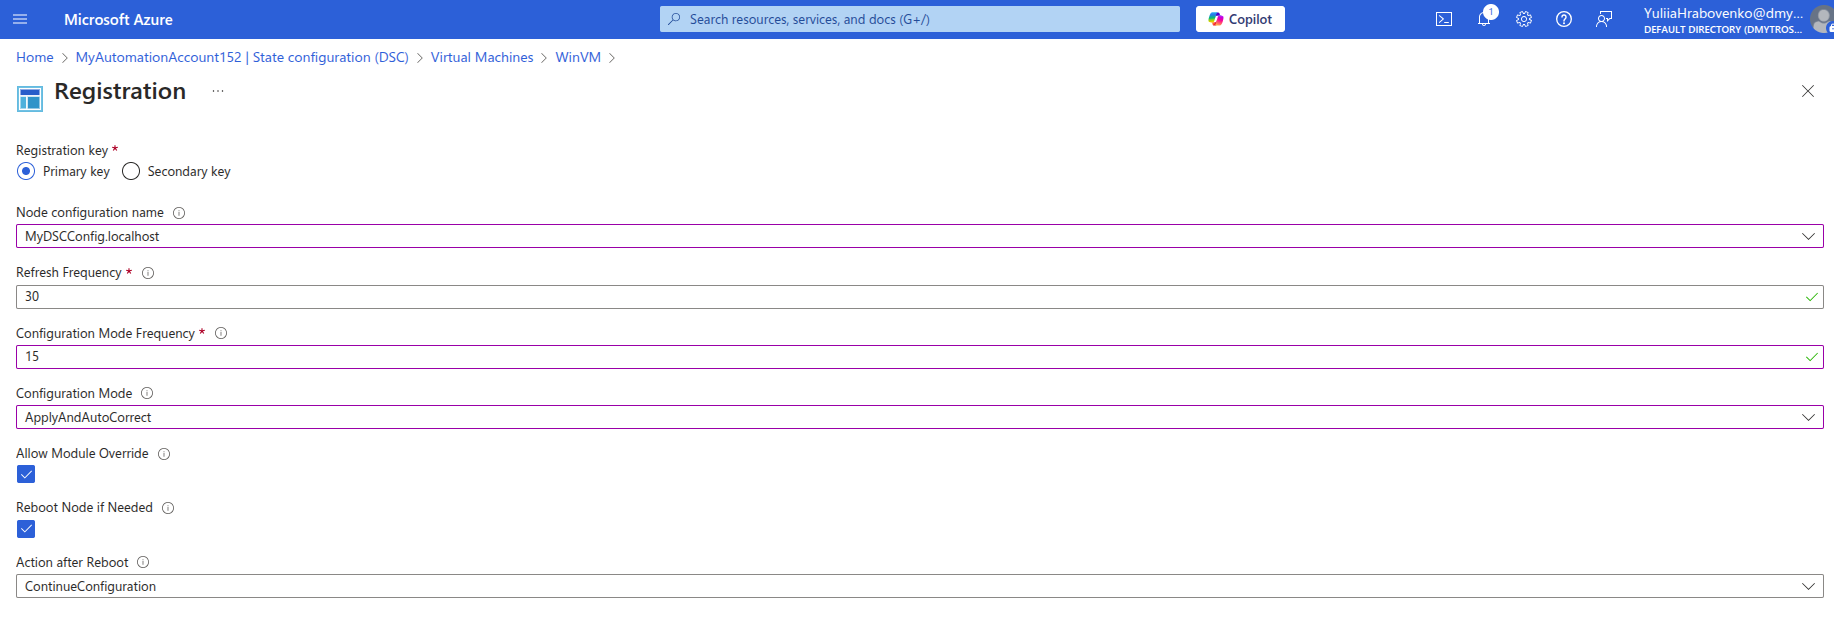 Microsoft Azure
Search resources, services, and docs (G+/)
Copilot
1
YuliiaHrabovenko@dmy...
DEFAULT DIRECTORY (DMYTROS...
Home > MyAutomationAccount152 | State configuration (DSC) > Virtual Machines > WinVM >
Registration ...
Registration key *
Primary key Secondary key
Node configuration name
MyDSCConfig.localhost
Refresh Frequency *
30
Configuration Mode Frequency *
15
Configuration Mode
ApplyAndAutoCorrect
Allow Module Override
Reboot Node if Needed
Action after Reboot
ContinueConfiguration